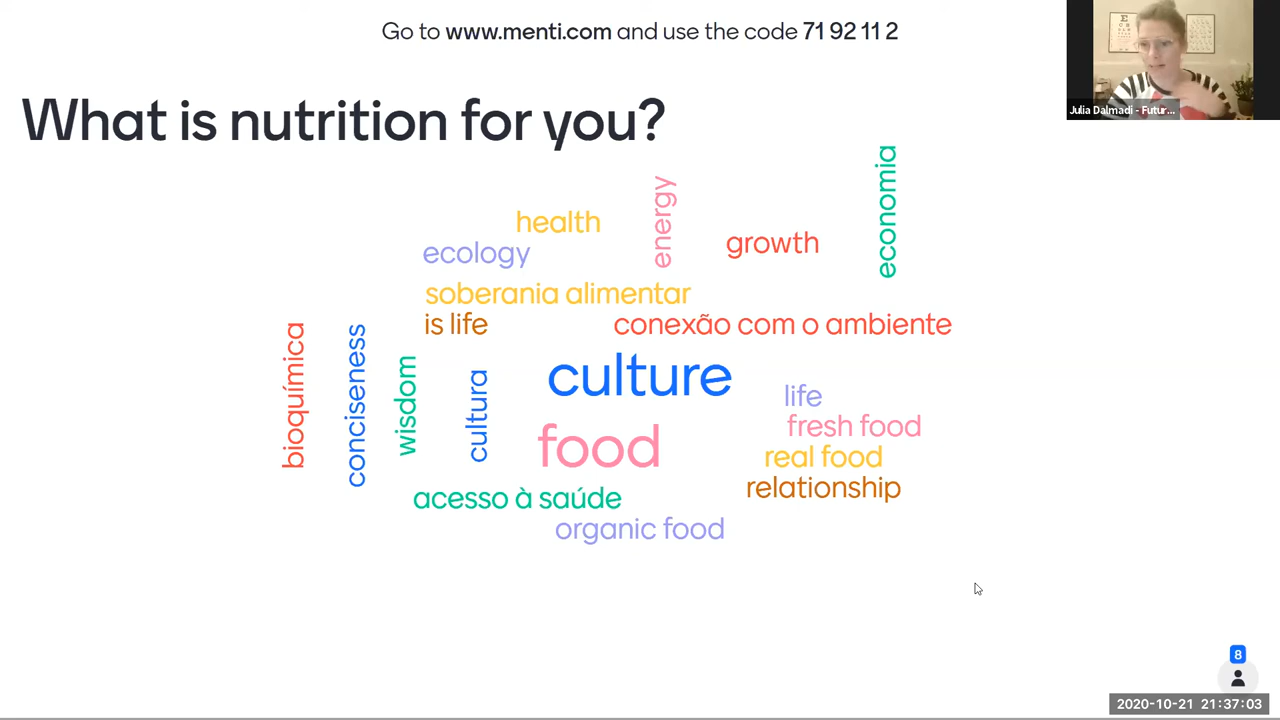 Go to www.menti.com and use the code 71 92 11 2
What is nutrition for you?
Julia Dalmadi - Futur...
economia
energy
health
growth
ecology
soberania alimentar
is life
conexão com o ambiente
bioquímica
conciseness
wisdom
cultura
culture
life
fresh food
food
real food
relationship
acesso à saúde
organic food
8
2020-10-21 21:37:03